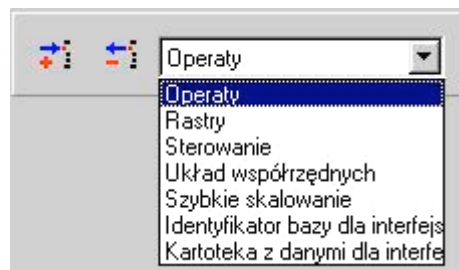 Operaty
Operaty
Rastry
Sterowanie
Układ współrzędnych
Szybkie skalowanie
Identyfikator bazy dla interfejs
Kartoteka z danymi dla interfe